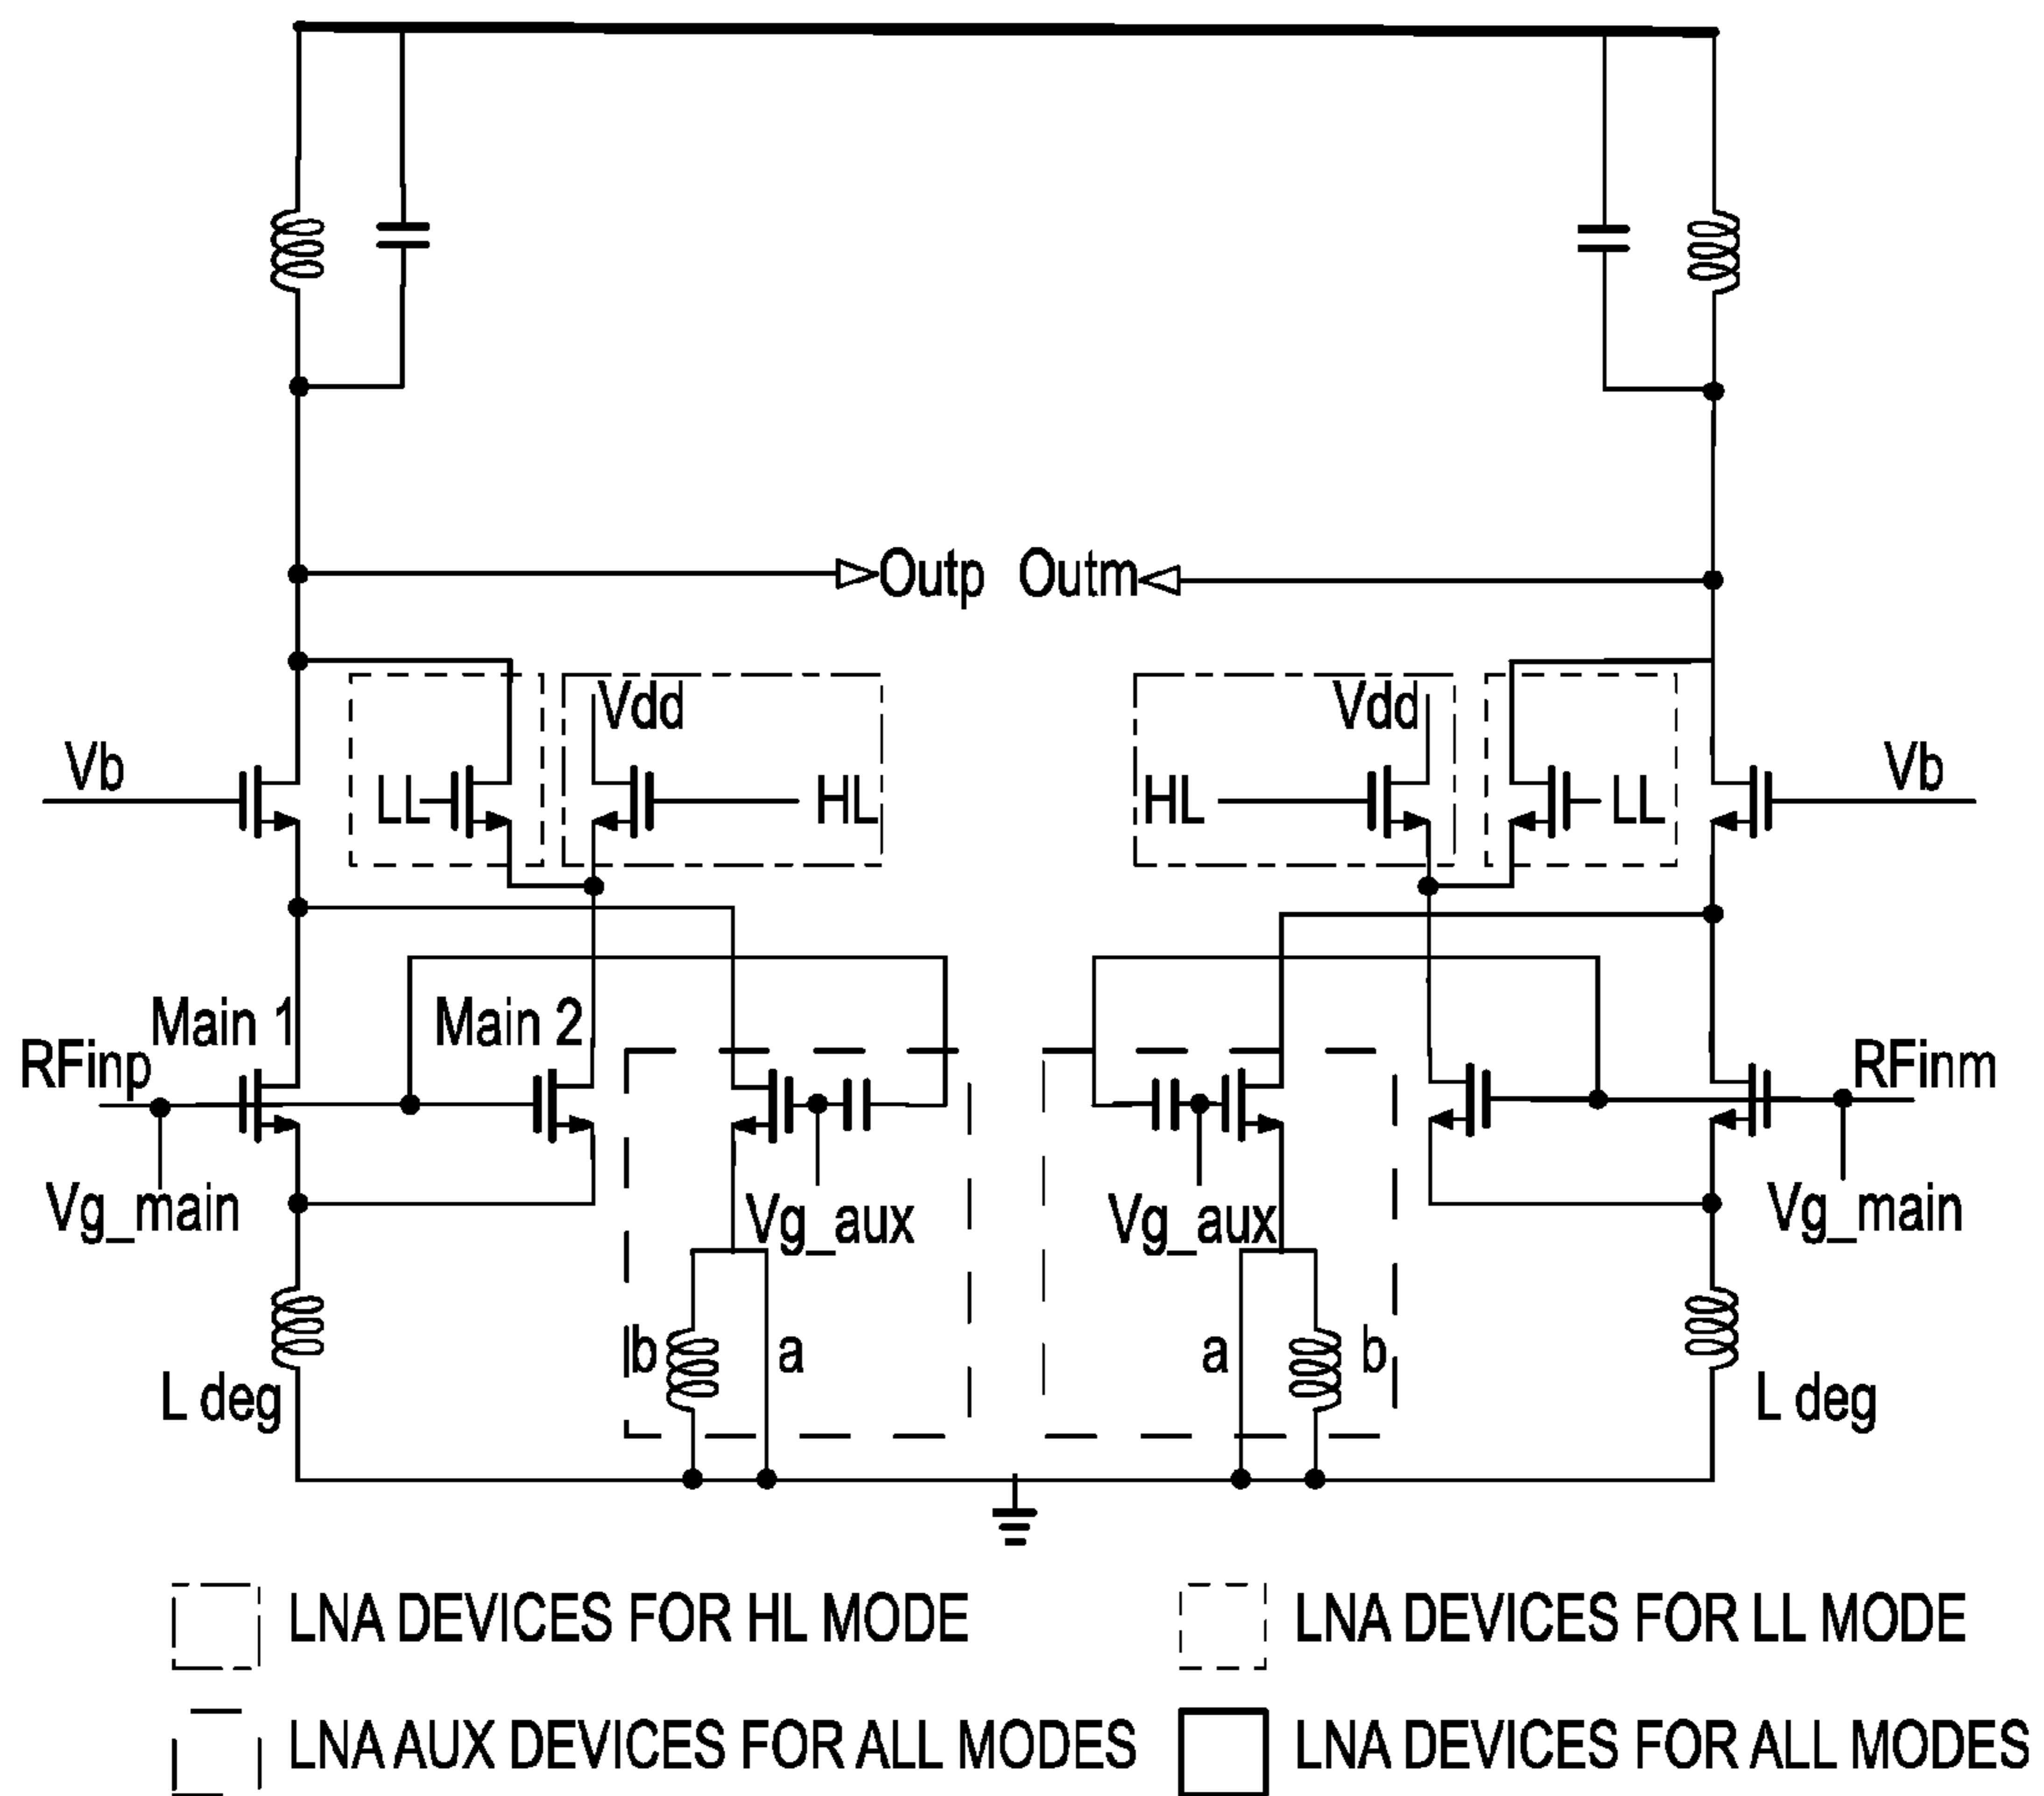 Outp Outm
Vdd Vdd
Vb LL HL HL LL Vb
Main 1 Main 2
RFinp RFinm
Vg_main Vg_aux Vg_aux Vg_main
b a a b
L deg L deg
LNA DEVICES FOR HL MODE LNA DEVICES FOR LL MODE
LNA AUX DEVICES FOR ALL MODES LNA DEVICES FOR ALL MODES